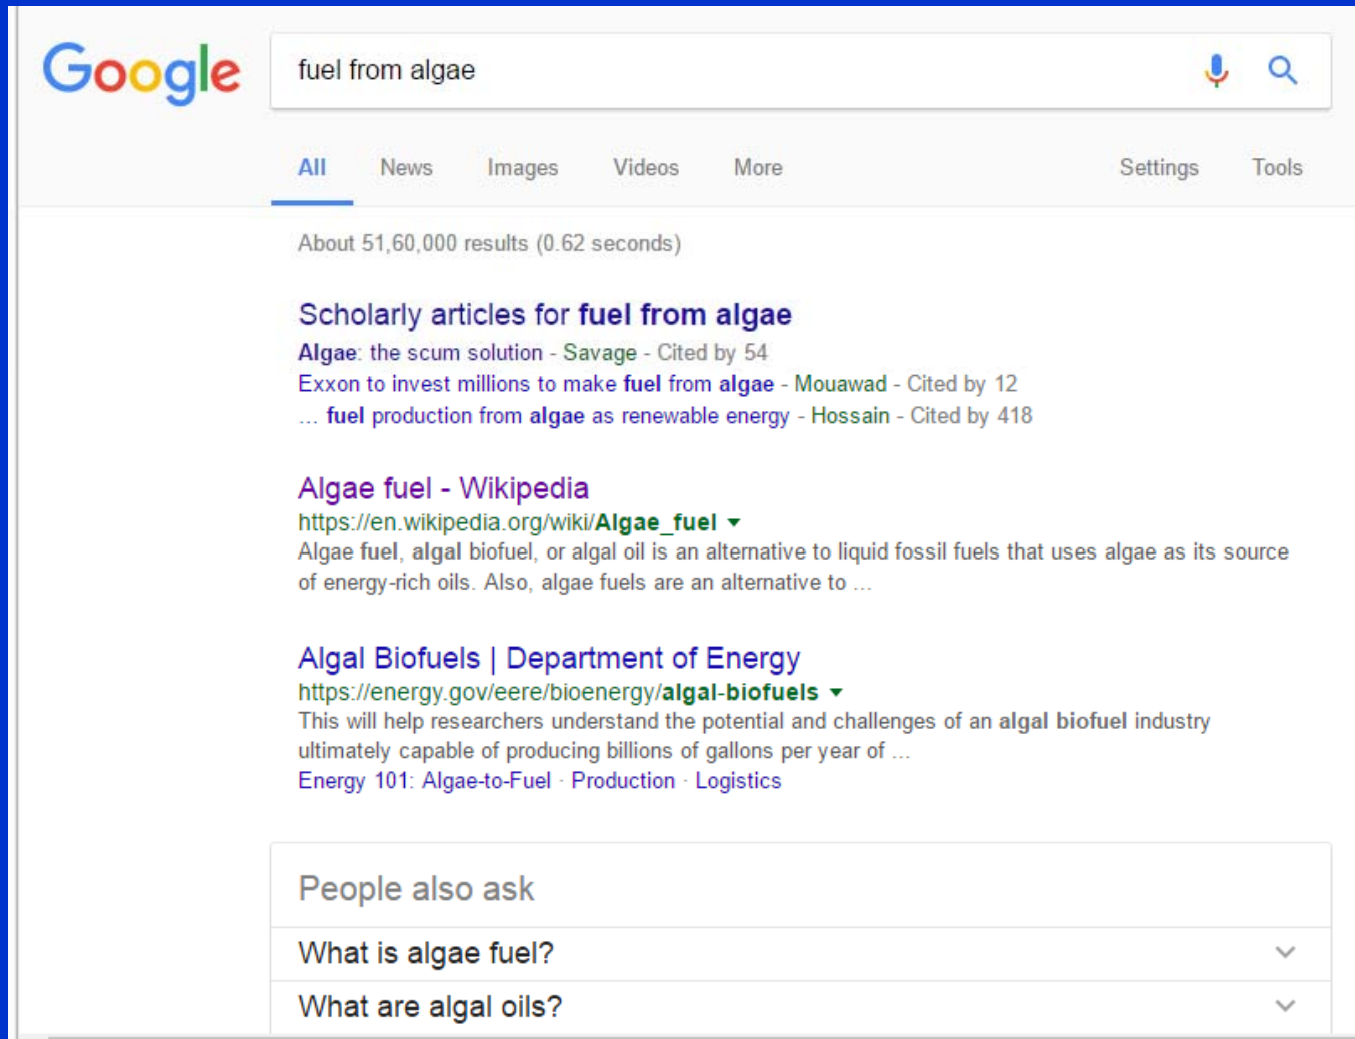 Google
fuel from algae
All News Images Videos More Settings Tools
About 51,60,000 results (0.62 seconds)
Scholarly articles for fuel from algae
Algae: the scum solution - Savage - Cited by 54
Exxon to invest millions to make fuel from algae - Mouawad - Cited by 12
... fuel production from algae as renewable energy - Hossain - Cited by 418
Algae fuel - Wikipedia
https://en.wikipedia.org/wiki/Algae_fuel
Algae fuel, algal biofuel, or algal oil is an alternative to liquid fossil fuels that uses algae as its source
of energy-rich oils. Also, algae fuels are an alternative to ...
Algal Biofuels | Department of Energy
https://energy.gov/eere/bioenergy/algal-biofuels
This will help researchers understand the potential and challenges of an algal biofuel industry
ultimately capable of producing billions of gallons per year of ...
Energy 101: Algae-to-Fuel · Production · Logistics
People also ask
What is algae fuel?
What are algal oils?